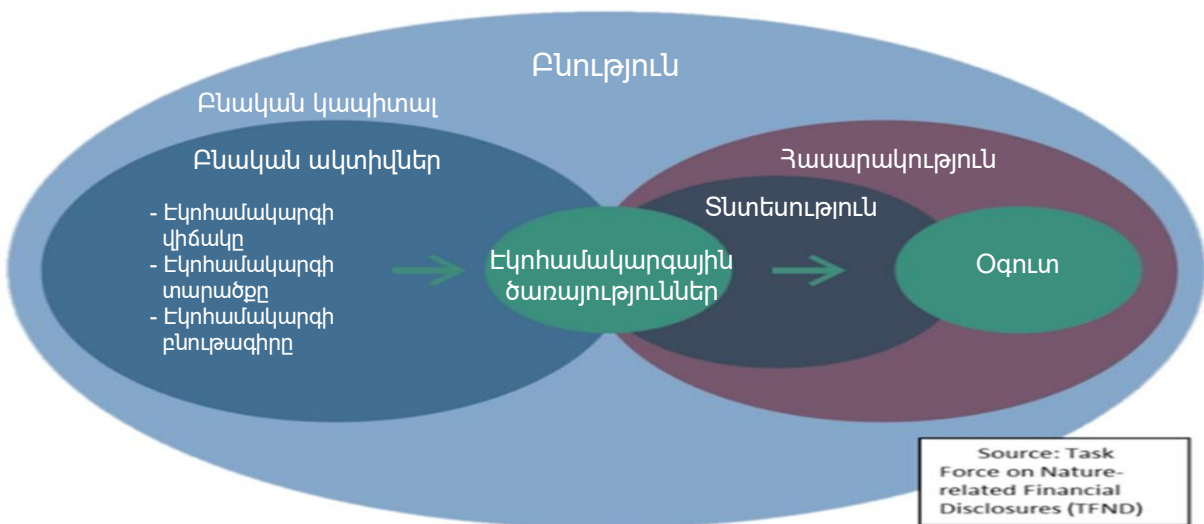 Բնություն
Բնական կապիտալ
Բնական ակտիվներ
- Էկոհամակարգի
վիճակը
- Էկոհամակարգի
տարածքը
- Էկոհամակարգի
բնութագիրը
Էկոհամակարգային
ծառայություններ
Հասարակություն
Տնտեսություն
Օգուտ
Source: Task
Force on Nature-
related Financial
Disclosures (TFND)